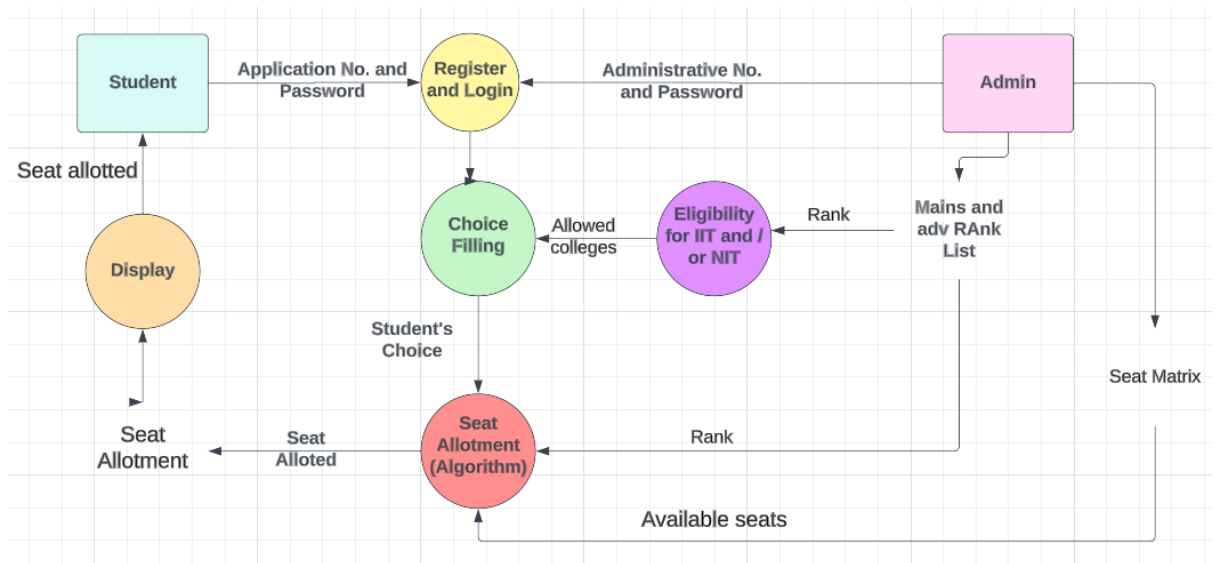 Student
Application No. and
Password
Register
and Login
Administrative No.
and Password
Admin
Seat allotted
Choice
Filling
Allowed
colleges
Eligibility
for IIT and /
or NIT
Rank
Mains and
adv RAnk
List
Display
Student's
Choice
Seat Matrix
Seat
Allotment
Seat
Alloted
Seat
Allotment
(Algorithm)
Rank
Available seats